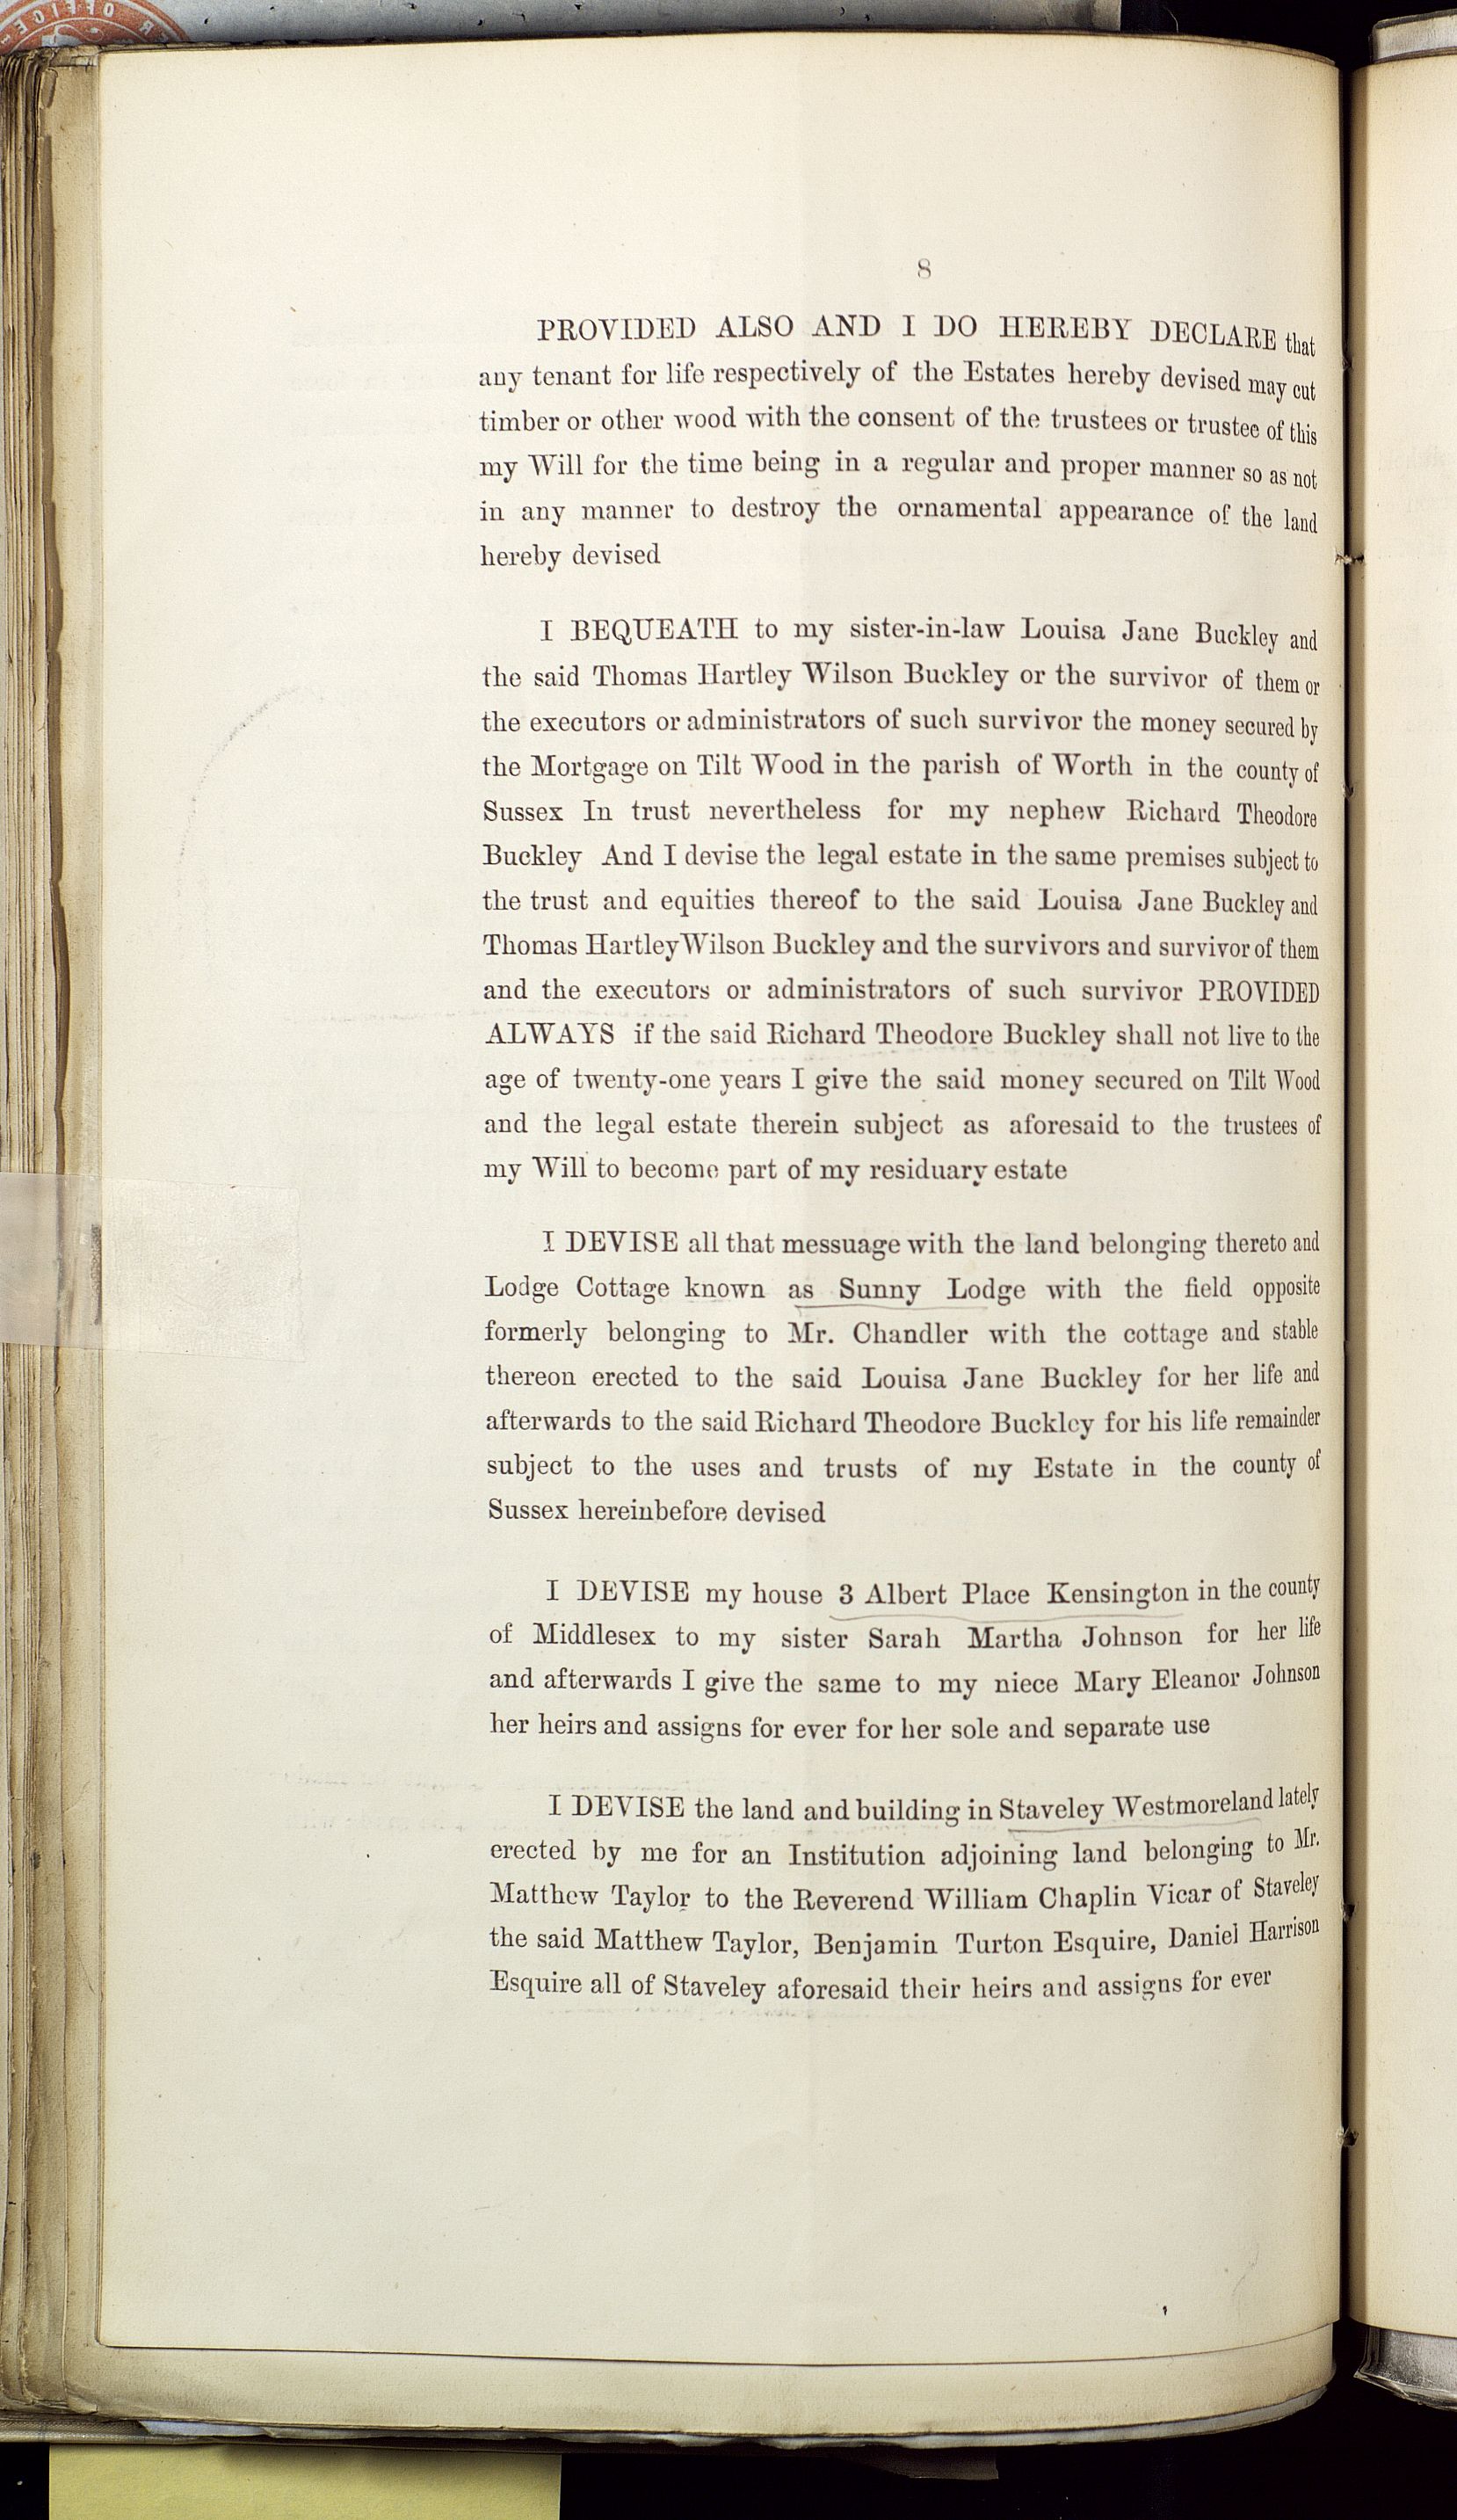 8
PROVIDED ALSO AND I DO HEREBY DECLARE that
any tenant for life respectively of the Estates hereby devised may cut
timber or other wood with the consent of the trustees or trustee of this
my Will for the time being in a regular and proper manner so as not
in any manner to destroy the ornamental appearance of the land
hereby devised
I BEQUEATH to my sister-in-law Louisa Jane Buckley and
the said Thomas Hartley Wilson Buckley or the survivor of them or
the executors or administrators of such survivor the money secured by
the Mortgage on Tilt Wood in the parish of Worth in the county of
Sussex In trust nevertheless for my nephew Richard Theodore
Buckley And I devise the legal estate in the same premises subject to
the trust and equities thereof to the said Louisa Jane Buckley and
Thomas Hartley Wilson Buckley and the survivors and survivor of them
and the executors or administrators of such survivor PROVIDED
ALWAYS if the said Richard Theodore Buckley shall not live to the
age of twenty-one years I give the said money secured on Tilt Wood
and the legal estate therein subject as aforesaid to the trustees of
my Will to become part of my residuary estate
I DEVISE all that messuage with the land belonging thereto and
Lodge Cottage known as Sunny Lodge with the field opposite
formerly belonging to Mr. Chandler with the cottage and stable
thereon erected to the said Louisa Jane Buckley for her life and
afterwards to the said Richard Theodore Buckley for his life remainder
subject to the uses and trusts of my Estate in the county of
Sussex hereinbefore devised
I DEVISE my house 3 Albert Place Kensington in the county
of Middlesex to my sister Sarah Martha Johnson for her life
and afterwards I give the same to my niece Mary Eleanor Johnson
her heirs and assigns for ever for her sole and separate use
I DEVISE the land and building in Staveley Westmoreland lately
erected by me for an Institution adjoining land belonging to Mr.
Matthew Taylor to the Reverend William Chaplin Vicar of Staveley
the said Matthew Taylor, Benjamin Turton Esquire, Daniel Harrison
Esquire all of Staveley aforesaid their heirs and assigns for ever